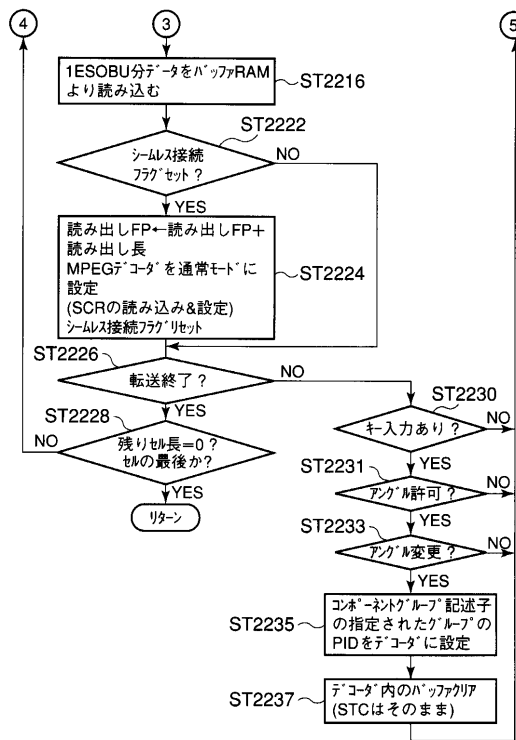 4
3
5
1ESOBU分データをバッファRAM
より読み込む
ST2216
ST2222
シームレス接続
フラグセット？
NO
YES
読み出しFP←読み出しFP+
読み出し長
MPEGデコーダを通常モードに
設定
(SCRの読み込み&設定)
シームレス接続フラグリセット
ST2224
ST2226
転送終了？
NO
YES
ST2228
残りセル長=0？
セルの最後か？
NO
YES
リターン
ST2230
キー入力あり？
NO
YES
ST2231
アングル許可？
NO
YES
ST2233
アングル変更？
NO
YES
ST2235
コンポーネントグループ記述子
の指定されたグループの
PIDをデコーダに設定
ST2237
デコーダ内のバッファクリア
(STCはそのまま)